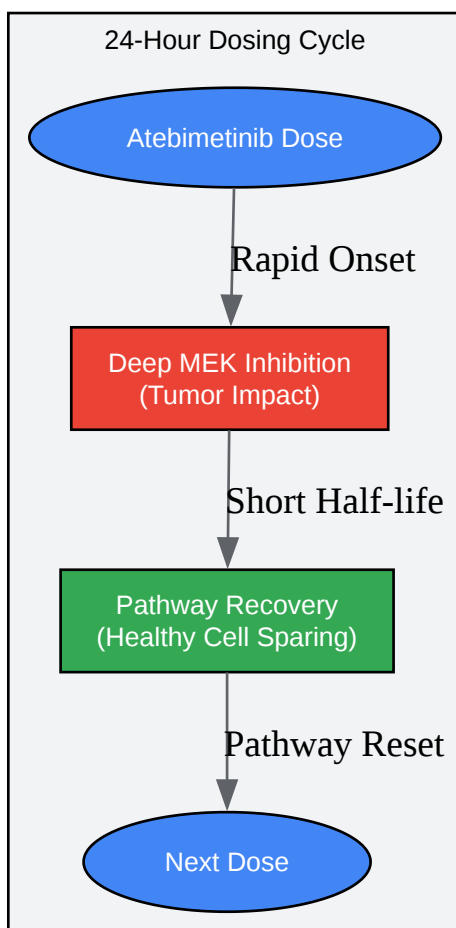 24-Hour Dosing Cycle
Atebimetinib Dose
Rapid Onset
Deep MEK Inhibition
(Tumor Impact)
Short Half-life
Pathway Recovery
(Healthy Cell Sparing)
Pathway Reset
Next Dose